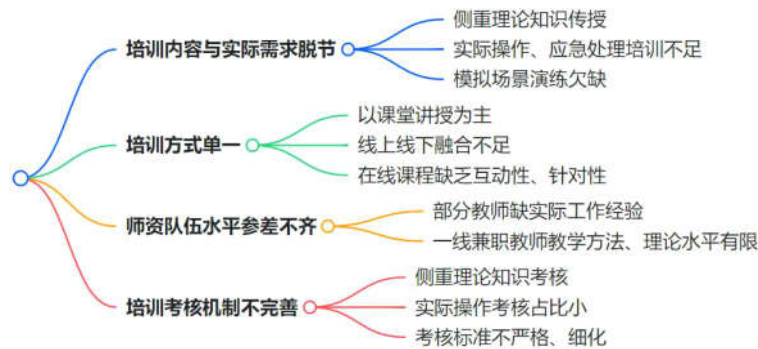 培训内容与实际需求脱节
侧重理论知识传授
实际操作、应急处理培训不足
模拟场景演练欠缺
培训方式单一
以课堂讲授为主
线上线下融合不足
在线课程缺乏互动性、针对性
师资队伍水平参差不齐
部分教师缺实际工作经验
一线兼职教师教学方法、理论水平有限
培训考核机制不完善
侧重理论知识考核
实际操作考核占比小
考核标准不严格、细化